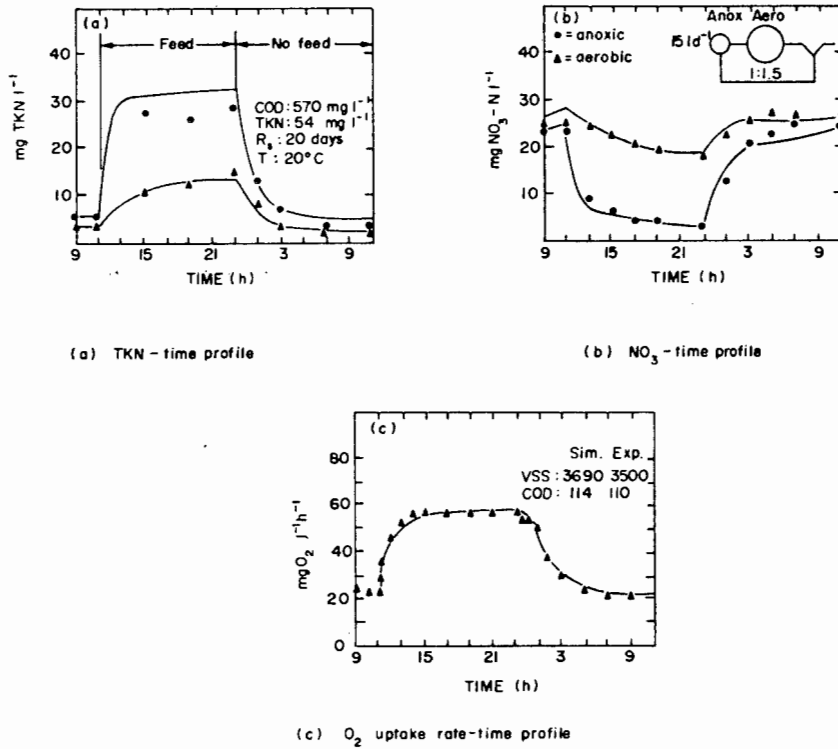 (a)
Feed
No feed
mg TKN l⁻¹
40
30
20
10
COD: 570 mg l⁻¹
TKN: 54 mg l⁻¹
Rₛ: 20 days
T: 20°C
9 15 21 3 9
TIME (h)
(a) TKN - time profile
(b)
• = anoxic
▲ = aerobic
Anox Aero
15 l d⁻¹
1:1.5
mg NO₃ - N l⁻¹
40
30
20
10
9 15 21 3 9
TIME (h)
(b) NO₃ - time profile
(c)
Sim. Exp.
VSS: 3690 3500
COD: 114 110
mg O₂ l⁻¹ h⁻¹
80
60
40
20
0
9 15 21 3 9
TIME (h)
(c) O₂ uptake rate-time profile